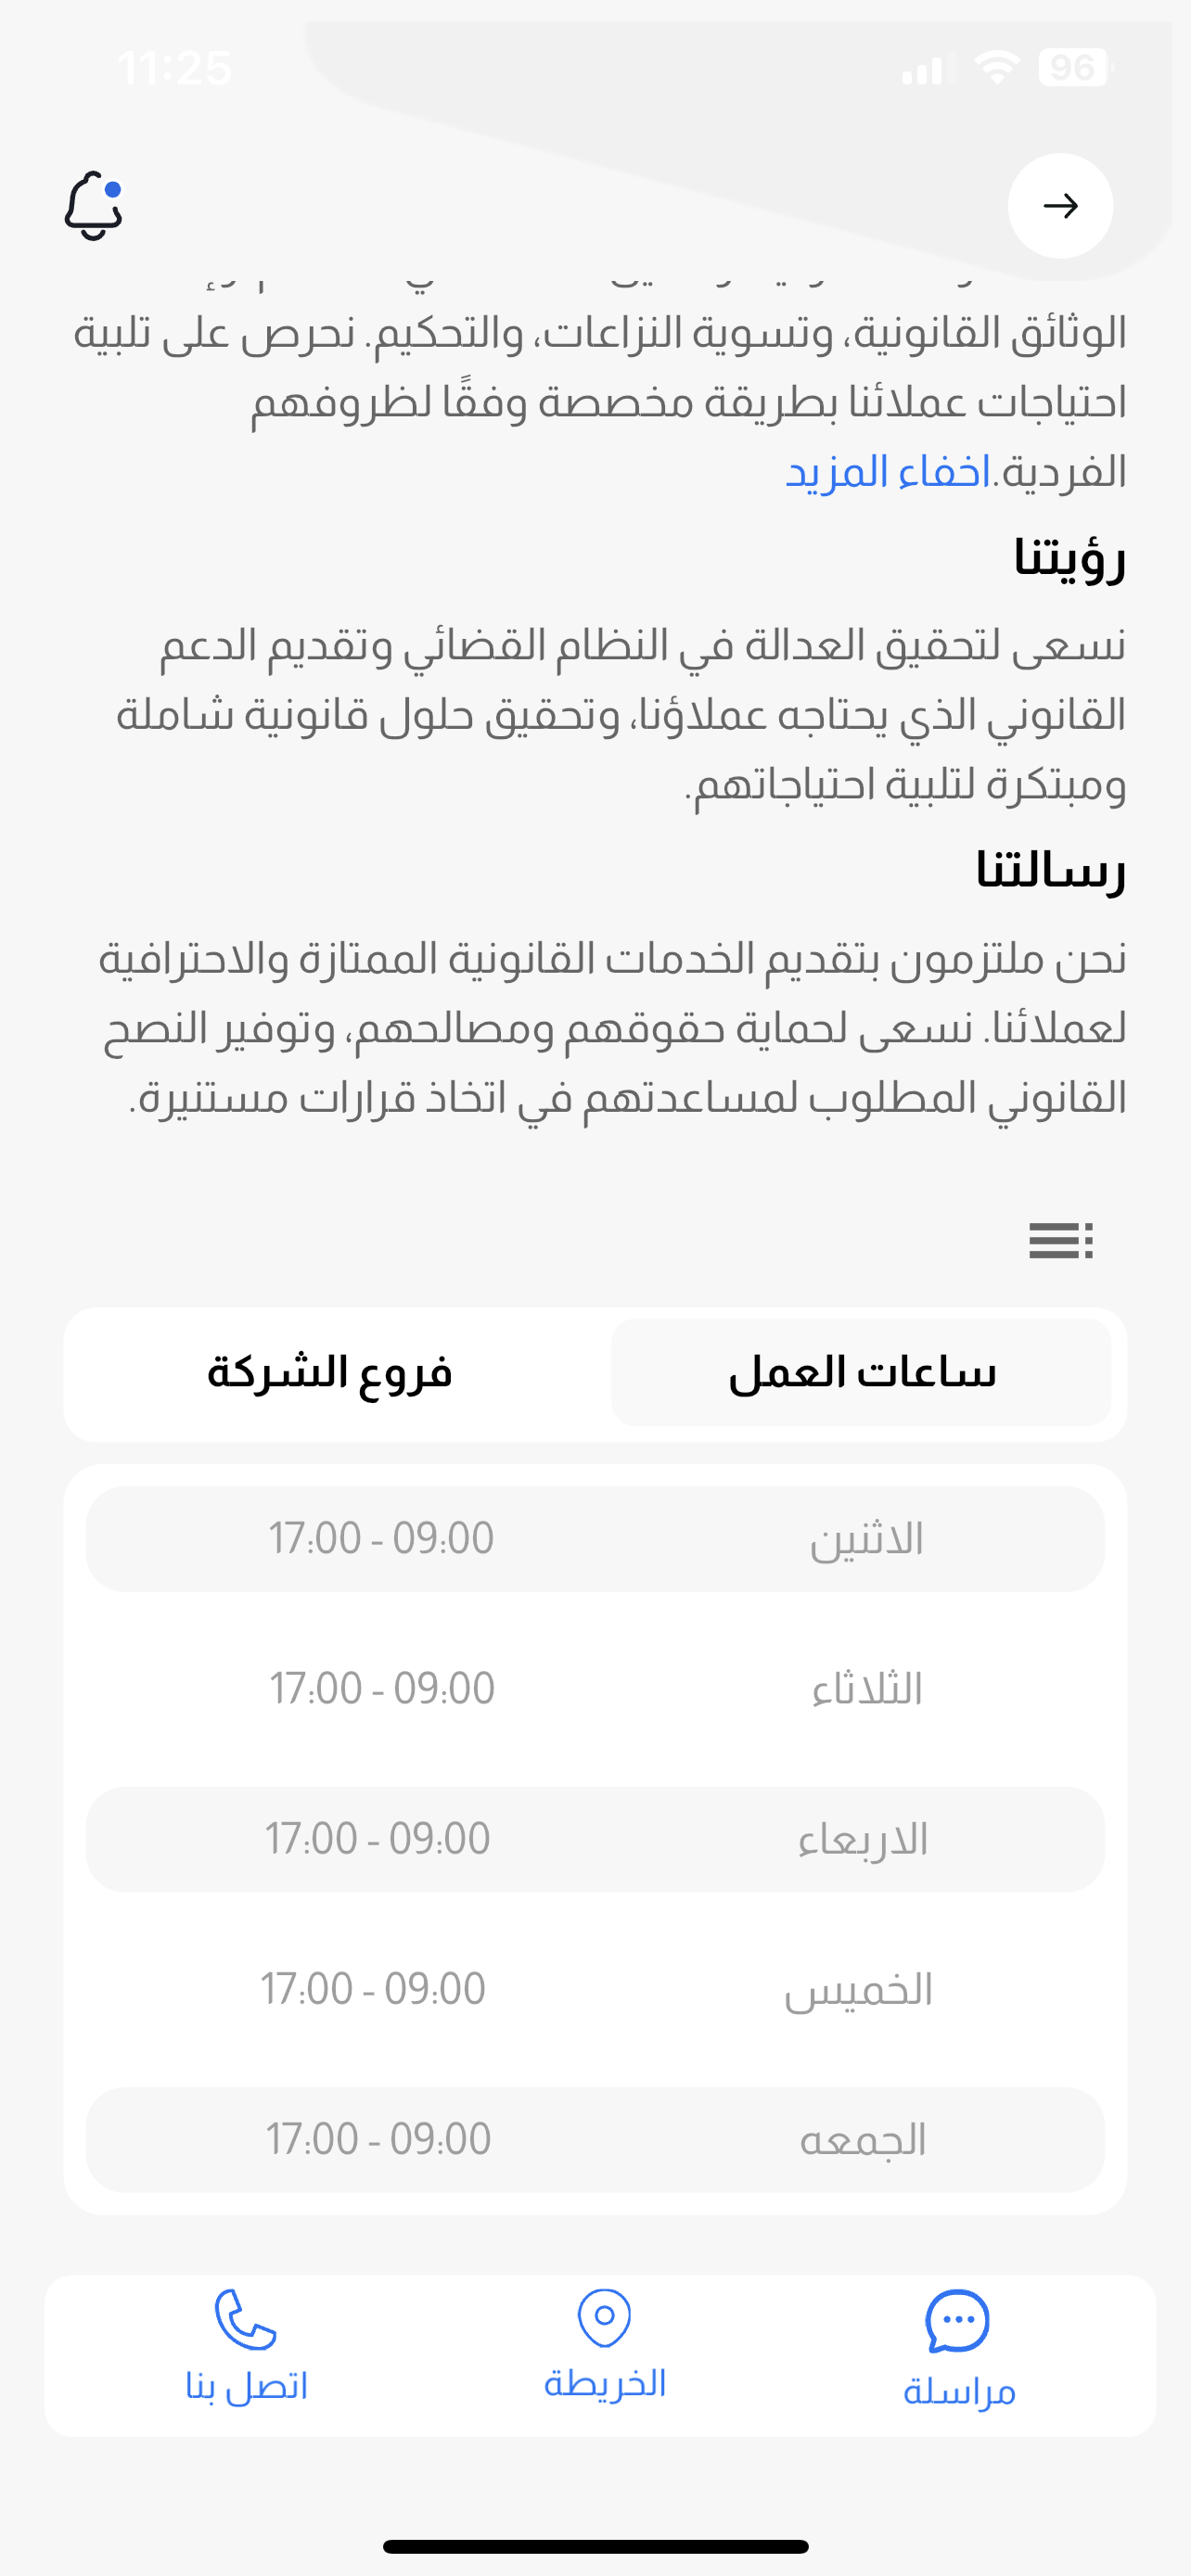 11:25
96
الوثائق القانونية، وتسوية النزاعات، والتحكيم. نحرص على تلبية
احتياجات عملائنا بطريقة مخصصة وفقًا لظروفهم
الفردية.اخفاء المزيد
رؤيتنا
نسعى لتحقيق العدالة في النظام القضائي وتقديم الدعم
القانوني الذي يحتاجه عملاؤنا، وتحقيق حلول قانونية شاملة
ومبتكرة لتلبية احتياجاتهم.
رسالتنا
نحن ملتزمون بتقديم الخدمات القانونية الممتازة والاحترافية
لعملائنا. نسعى لحماية حقوقهم ومصالحهم، وتوفير النصح
القانوني المطلوب لمساعدتهم في اتخاذ قرارات مستنيرة.
ساعات العمل
فروع الشركة
الاثنين 09:00 - 17:00
الثلاثاء 09:00 - 17:00
الاربعاء 09:00 - 17:00
الخميس 09:00 - 17:00
الجمعه 09:00 - 17:00
مراسلة
الخريطة
اتصل بنا